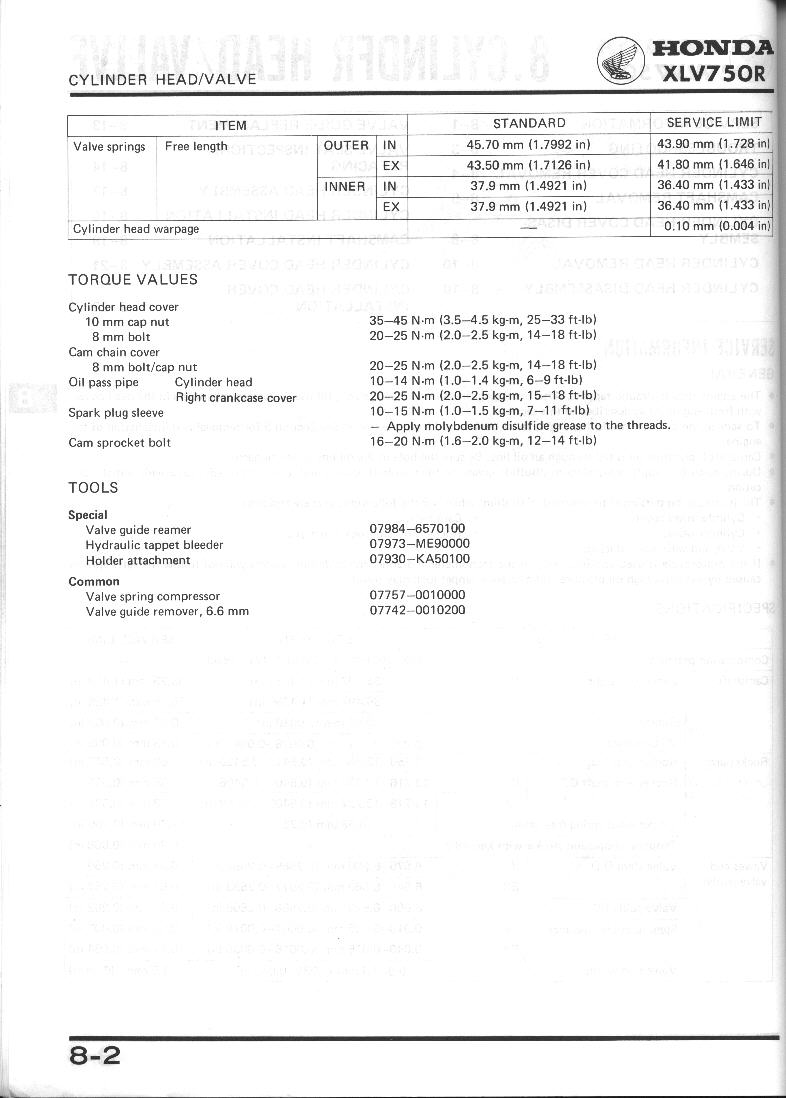 HONDA
CYLINDER HEAD/VALVE XLV750R
ITEM STANDARD SERVICE LIMIT
Valve springs Free length OUTER IN 45.70 mm (1.7992 in) 43.90 mm (1.728 in)
EX 43.50 mm (1.7126 in) 41.80 mm (1.646 in)
INNER IN 37.9 mm (1.4921 in) 36.40 mm (1.433 in)
EX 37.9 mm (1.4921 in) 36.40 mm (1.433 in)
Cylinder head warpage — 0.10 mm (0.004 in)
TORQUE VALUES
Cylinder head cover
10 mm cap nut 35—45 N·m (3.5—4.5 kg-m, 25—33 ft-lb)
8 mm bolt 20—25 N·m (2.0—2.5 kg-m, 14—18 ft-lb)
Cam chain cover
8 mm bolt/cap nut 20—25 N·m (2.0—2.5 kg-m, 14—18 ft-lb)
Oil pass pipe Cylinder head 10—14 N·m (1.0—1.4 kg-m, 6—9 ft-lb)
Right crankcase cover 20—25 N·m (2.0—2.5 kg-m, 15—18 ft-lb)
Spark plug sleeve 10—15 N·m (1.0—1.5 kg-m, 7—11 ft-lb)
— Apply molybdenum disulfide grease to the threads.
Cam sprocket bolt 16—20 N·m (1.6—2.0 kg-m, 12—14 ft-lb)
TOOLS
Special
Valve guide reamer 07984—6570100
Hydraulic tappet bleeder 07973—ME90000
Holder attachment 07930—KA50100
Common
Valve spring compressor 07757—0010000
Valve guide remover, 6.6 mm 07742—0010200
8-2